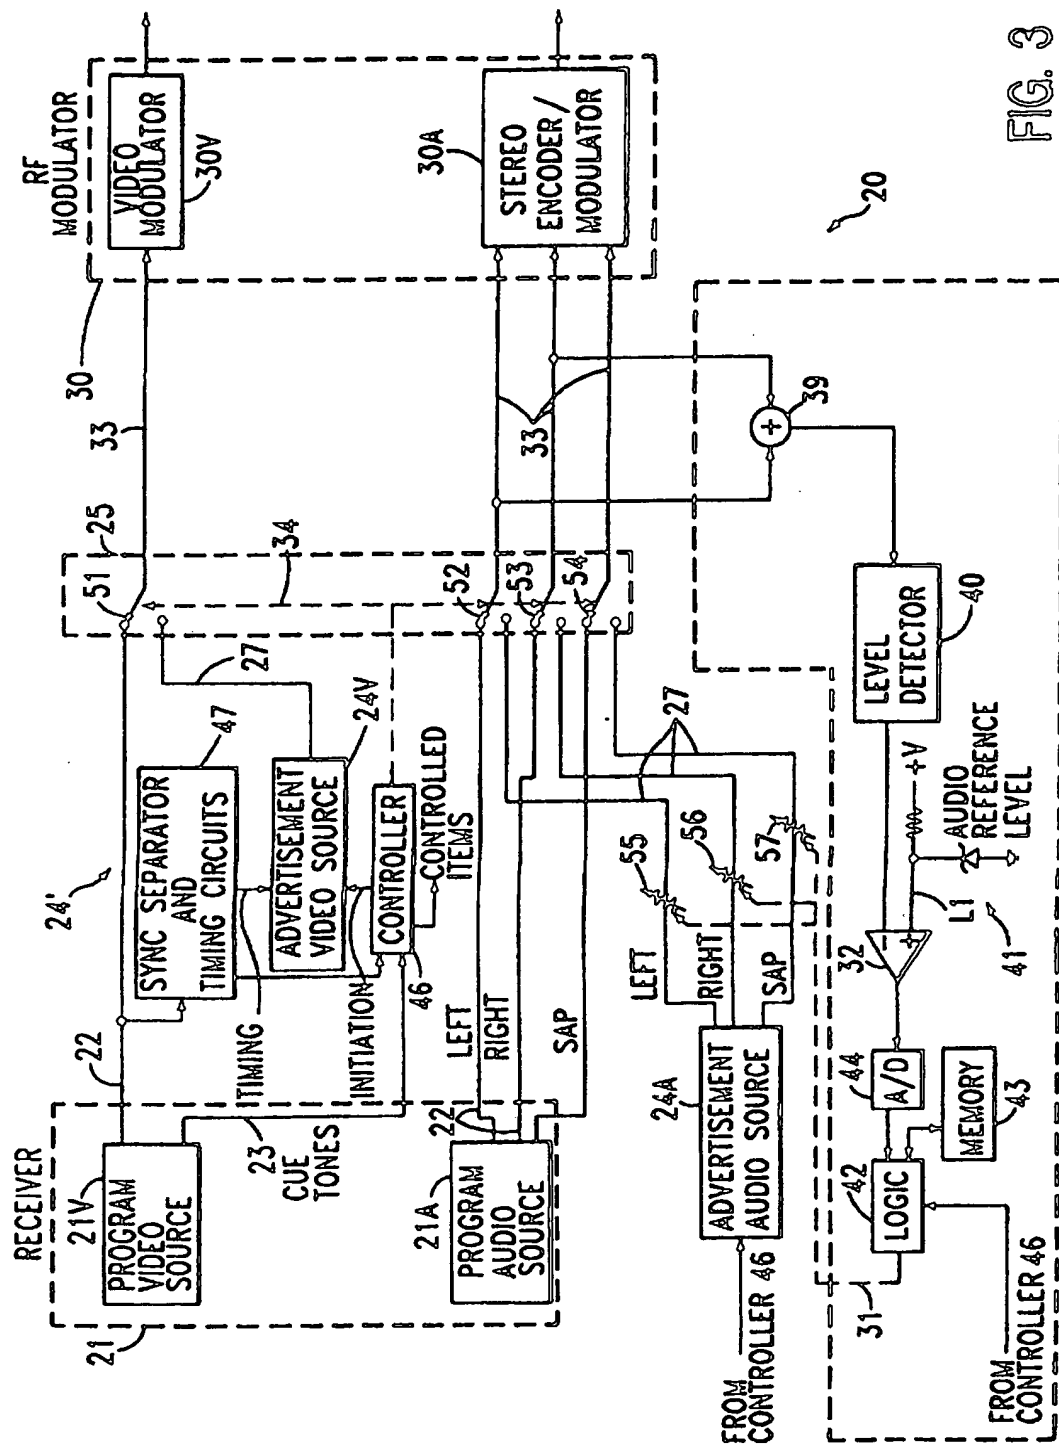 RECEIVER
21
21V
PROGRAM
VIDEO
SOURCE
22
23
CUE
TONES
21A
PROGRAM
AUDIO
SOURCE
22
24'
SYNC SEPARATOR
AND
TIMING CIRCUITS
47
TIMING
ADVERTISEMENT
VIDEO SOURCE
24V
27
INITIATION
CONTROLLER
46
CONTROLLED
ITEMS
LEFT
RIGHT
SAP
25
51
34
52
53
54
33
33
30
RF
MODULATOR
VIDEO
MODULATOR
30V
30A
STEREO
ENCODER/
MODULATOR
24A
ADVERTISEMENT
AUDIO SOURCE
FROM
CONTROLLER 46
LEFT
RIGHT
SAP
55
56
57
27
39
+
LEVEL
DETECTOR
40
+V
AUDIO
REFERENCE
LEVEL
L1
41
32
-
+
44
A/D
42
LOGIC
MEMORY
43
31
FROM
CONTROLLER 46
20
FIG. 3